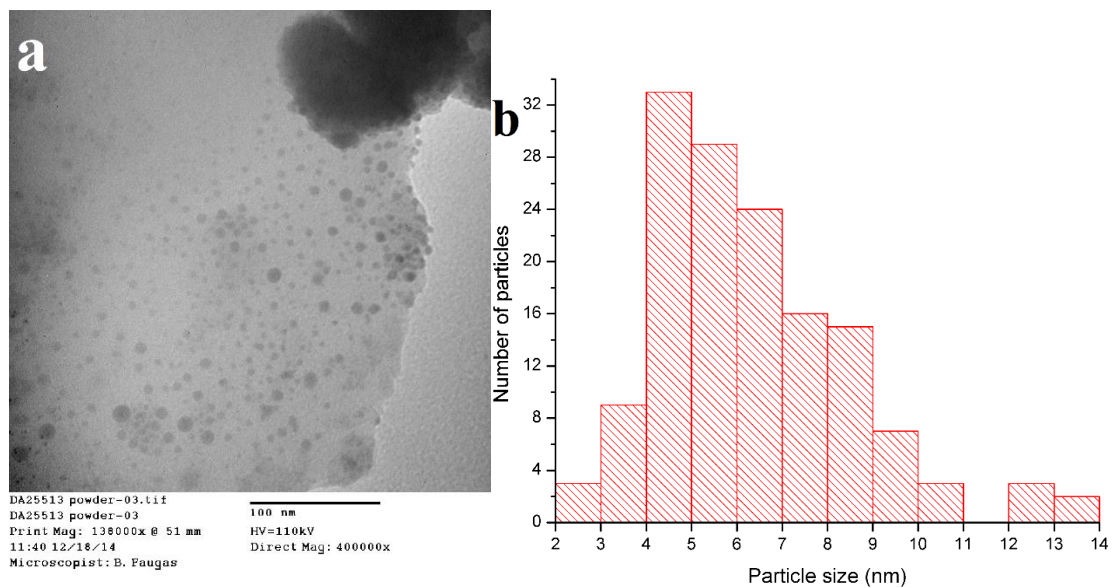 a
DA25513 powder-03.tif
DA25513 powder-03
Print Mag: 138000x @ 51 mm
11:40 12/18/14
Microscopist: B. Faugas
100 nm
HV=110kV
Direct Mag: 400000x
b
Number of particles
32
28
24
20
16
12
8
4
0
2 3 4 5 6 7 8 9 10 11 12 13 14
Particle size (nm)